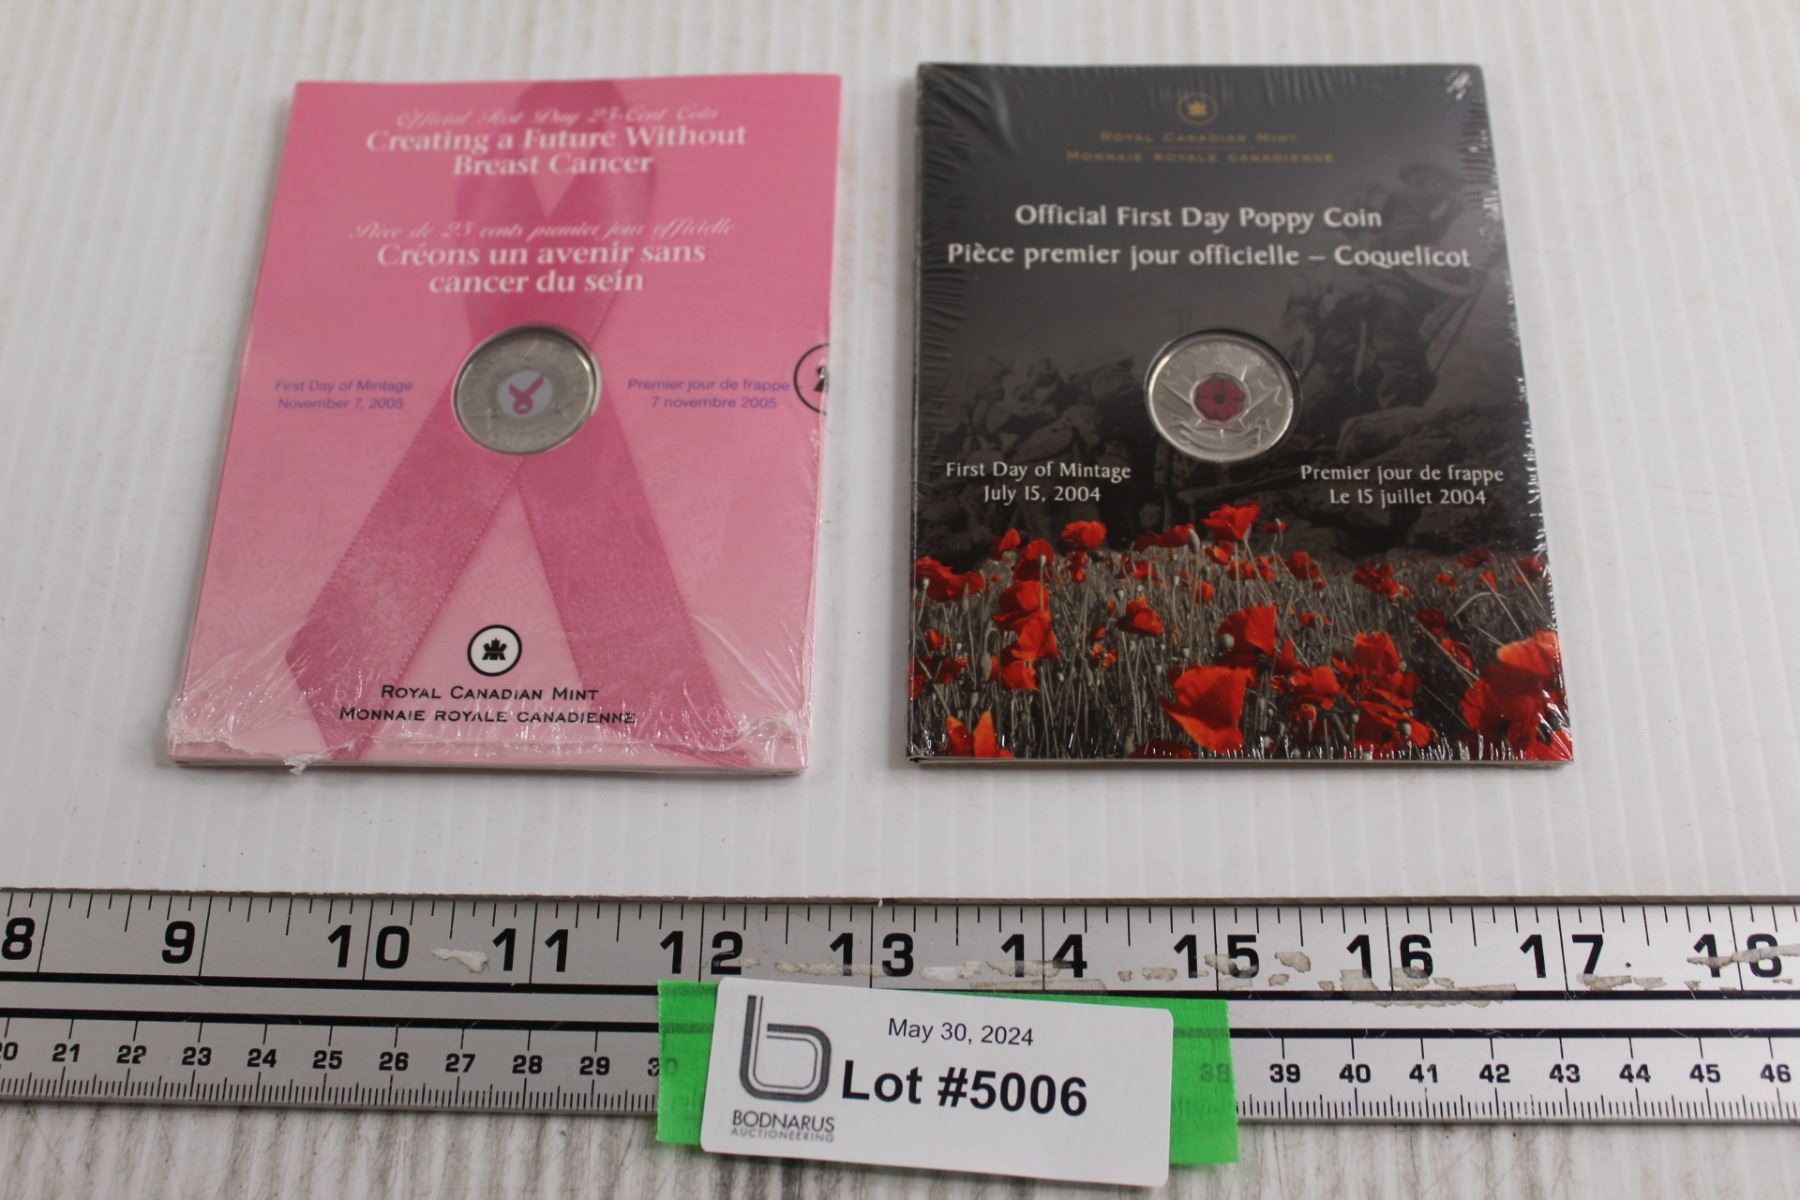 Official First Day 25-Cent Coin
Creating a Future Without
Breast Cancer
Pièce de 25 cents premier jour officielle
Créons un avenir sans
cancer du sein
First Day of Mintage
November 7, 2005
Premier jour de frappe
7 novembre 2005
ROYAL CANADIAN MINT
MONNAIE ROYALE CANADIENNE
ROYAL CANADIAN MINT
MONNAIE ROYALE CANADIENNE
Official First Day Poppy Coin
Pièce premier jour officielle – Coquelicot
First Day of Mintage
July 15, 2004
Premier jour de frappe
Le 15 juillet 2004
8 9 10 11 12 13 14 15 16 17 18
20 21 22 23 24 25 26 27 28 29 30 38 39 40 41 42 43 44 45 46
May 30, 2024
Lot #5006
BODNARUS
AUCTIONEERING